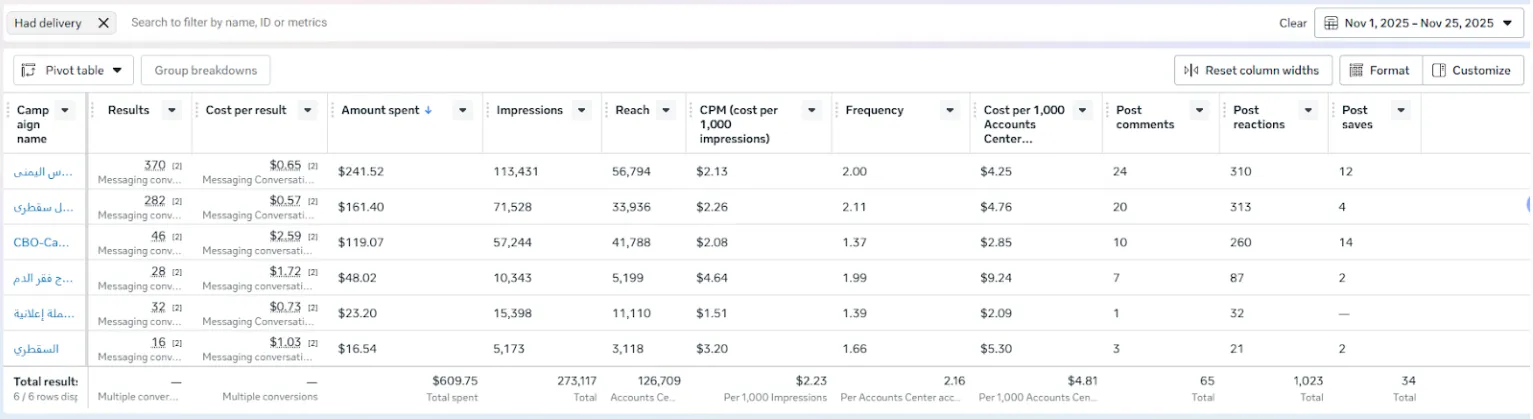 Had delivery
Search to filter by name, ID or metrics
Clear
Nov 1, 2025 – Nov 25, 2025
Pivot table
Group breakdowns
Reset column widths
Format
Customize
Camp
aign
name
Results
Cost per result
Amount spent ↓
Impressions
Reach
CPM (cost per
1,000
impressions)
Frequency
Cost per 1,000
Accounts
Center...
Post
comments
Post
reactions
Post
saves
س اليمنى...
370 [2]
Messaging conv...
$0.65 [2]
Messaging Conversati...
$241.52
113,431
56,794
$2.13
2.00
$4.25
24
310
12
ل سقطرى...
282 [2]
Messaging conv...
$0.57 [2]
Messaging Conversati...
$161.40
71,528
33,936
$2.26
2.11
$4.76
20
313
4
CBO-Ca...
46 [2]
Messaging conv...
$2.59 [2]
Messaging conversati...
$119.07
57,244
41,788
$2.08
1.37
$2.85
10
260
14
ج فقر الدم...
28 [2]
Messaging conv...
$1.72 [2]
Messaging conversati...
$48.02
10,343
5,199
$4.64
1.99
$9.24
7
87
2
ملة إعلانية...
32 [2]
Messaging conv...
$0.73 [2]
Messaging Conversati...
$23.20
15,398
11,110
$1.51
1.39
$2.09
1
32
—
السقطري
16 [2]
Messaging conv...
$1.03 [2]
Messaging conversati...
$16.54
5,173
3,118
$3.20
1.66
$5.30
3
21
2
Total results
6 / 6 rows disp
—
Multiple conver...
—
Multiple conversions
$609.75
Total spent
273,117
Total
126,709
Accounts Ce...
$2.23
Per 1,000 Impressions
2.16
Per Accounts Center acc...
$4.81
Per 1,000 Accounts Cen...
65
Total
1,023
Total
34
Total